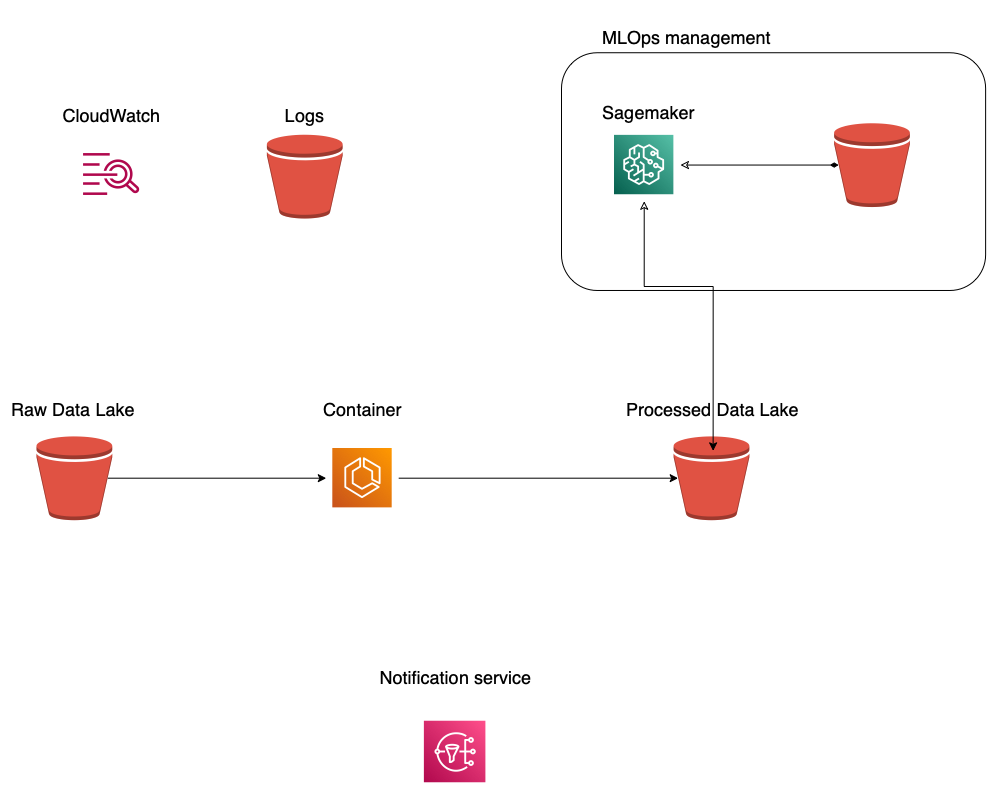 MLOps management
CloudWatch
Logs
Sagemaker
Raw Data Lake
Container
Processed Data Lake
Notification service